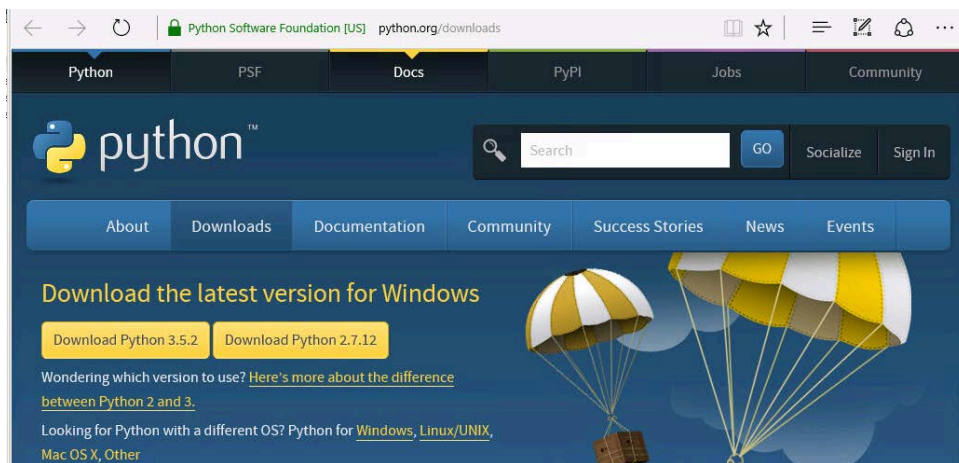 Python Software Foundation [US] python.org/downloads
Python PSF Docs PyPI Jobs Community
python™ Search GO Socialize Sign In
About Downloads Documentation Community Success Stories News Events
Download the latest version for Windows
Download Python 3.5.2 Download Python 2.7.12
Wondering which version to use? Here's more about the difference
between Python 2 and 3.
Looking for Python with a different OS? Python for Windows, Linux/UNIX,
Mac OS X, Other